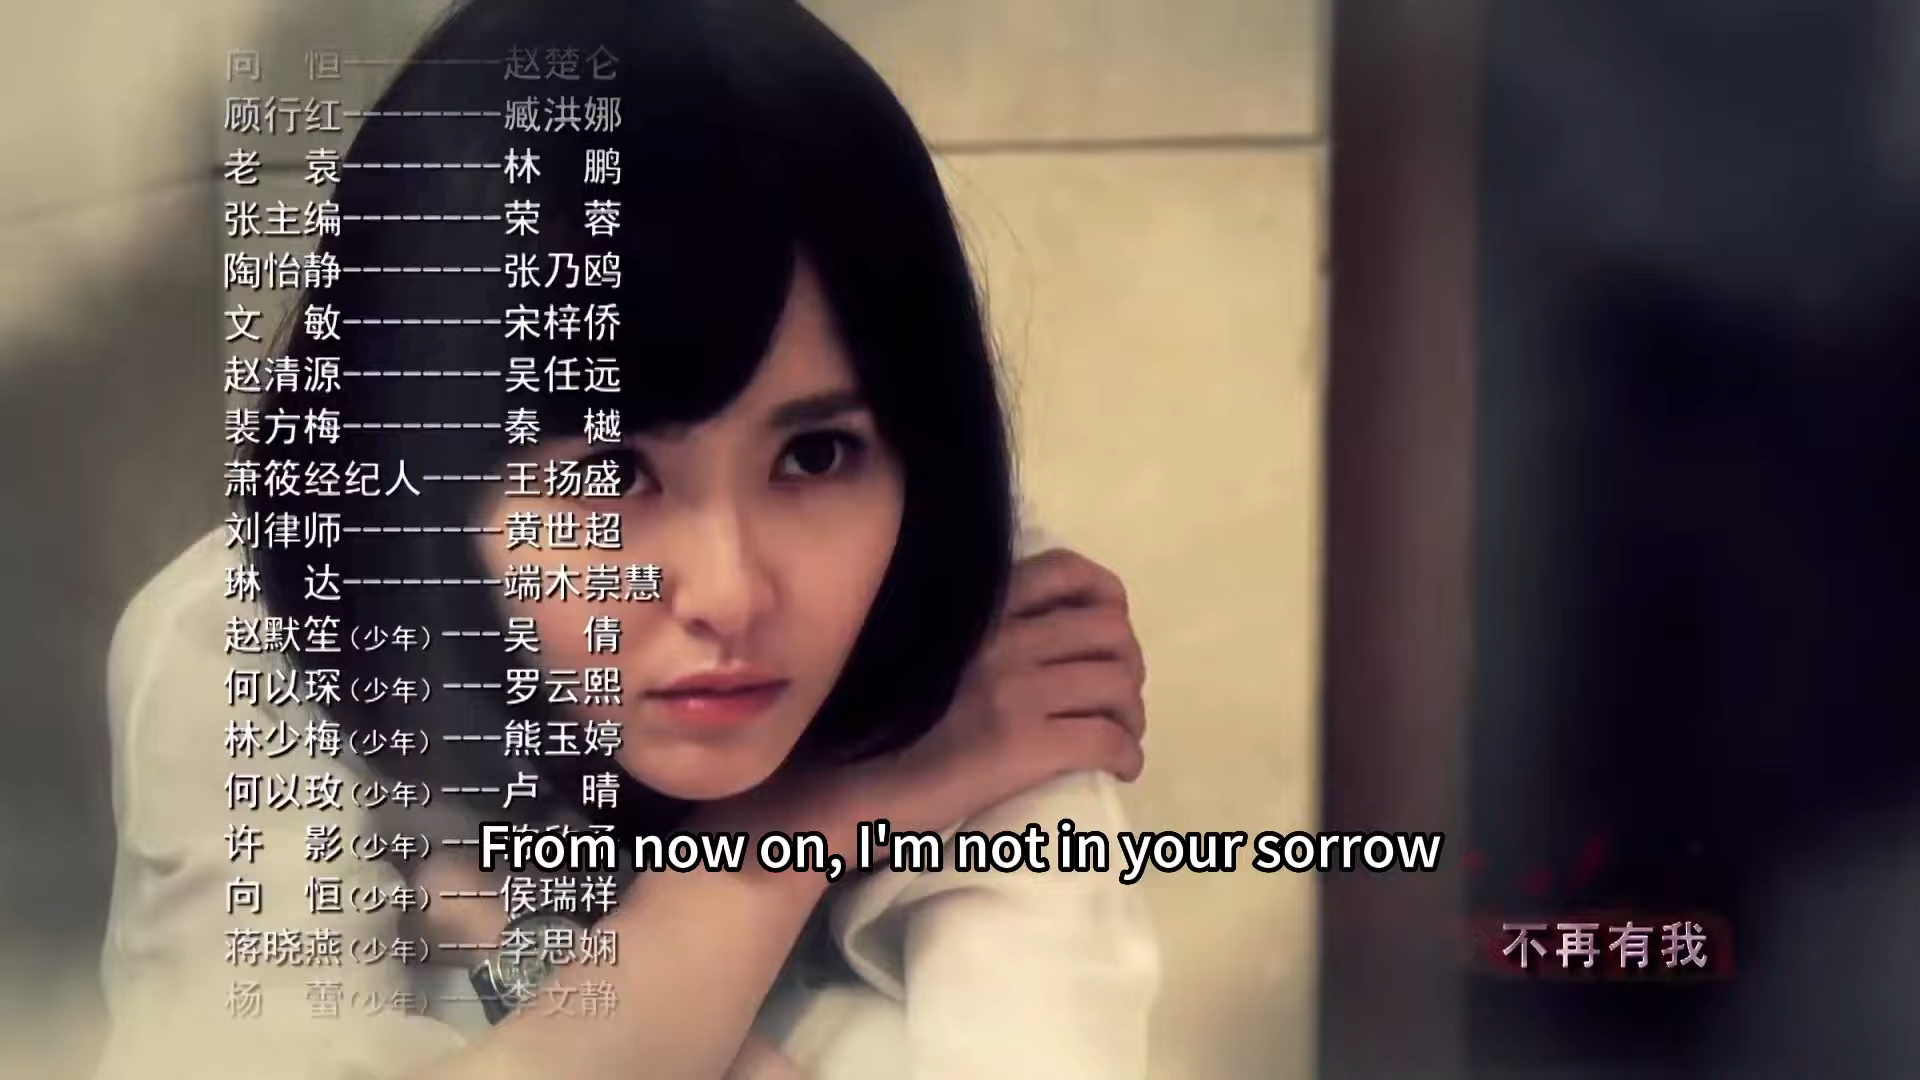 向 恒--------赵楚仑
顾行红--------臧洪娜
老 袁--------林 鹏
张主编--------荣 蓉
陶怡静--------张乃鸥
文 敏--------宋梓侨
赵清源--------吴任远
裴方梅--------秦 樾
萧筱经纪人----王扬盛
刘律师--------黄世超
琳 达--------端木崇慧
赵默笙(少年)---吴 倩
何以琛(少年)---罗云熙
林少梅(少年)---熊玉婷
何以玫(少年)---卢 晴
许 影(少年)---
From now on, I'm not in your sorrow
向 恒(少年)---侯瑞祥
蒋晓燕(少年)---李思娴
不再有我
杨 蕾(少年)---李文静